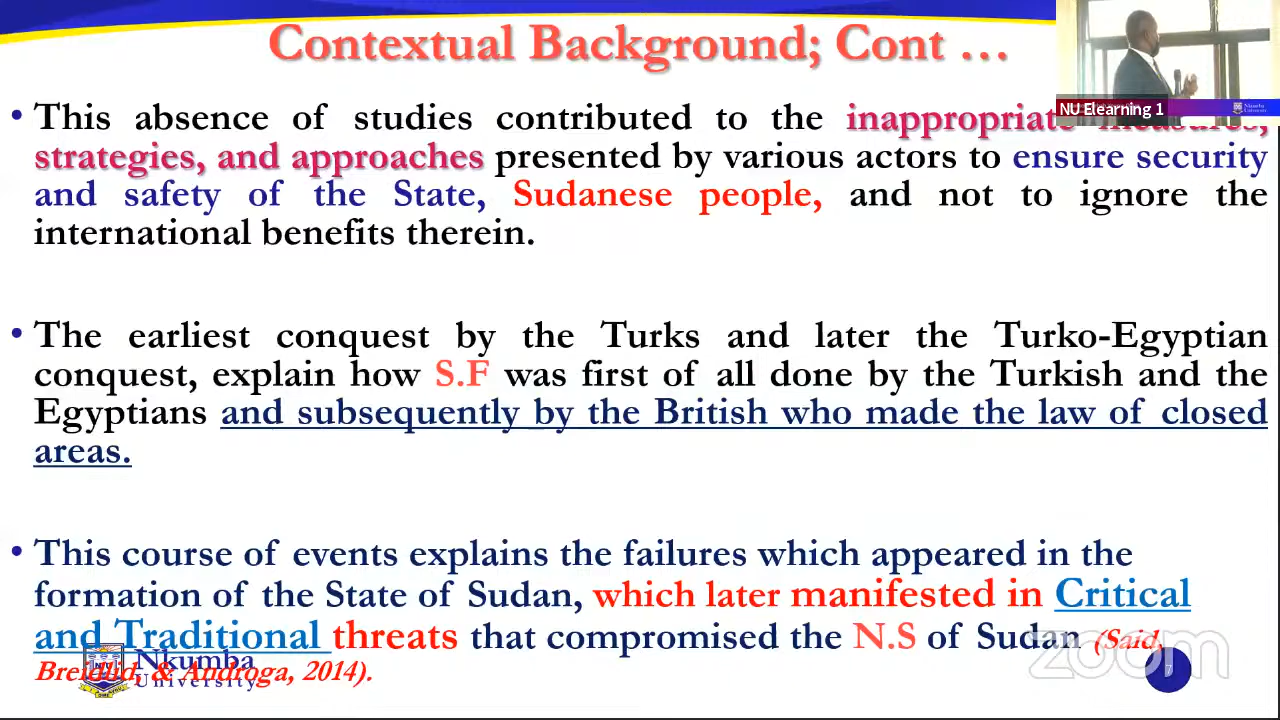 Contextual Background; Cont …
NU Elearning 1
Nkumba
University
• This absence of studies contributed to the inappropriate measures,
strategies, and approaches presented by various actors to ensure security
and safety of the State, Sudanese people, and not to ignore the
international benefits therein.
• The earliest conquest by the Turks and later the Turko-Egyptian
conquest, explain how S.F was first of all done by the Turkish and the
Egyptians and subsequently by the British who made the law of closed
areas.
• This course of events explains the failures which appeared in the
formation of the State of Sudan, which later manifested in Critical
and Traditional threats that compromised the N.S of Sudan (Said,
Breidlid, & Androga, 2014).
Nkumba
University
zoom
7